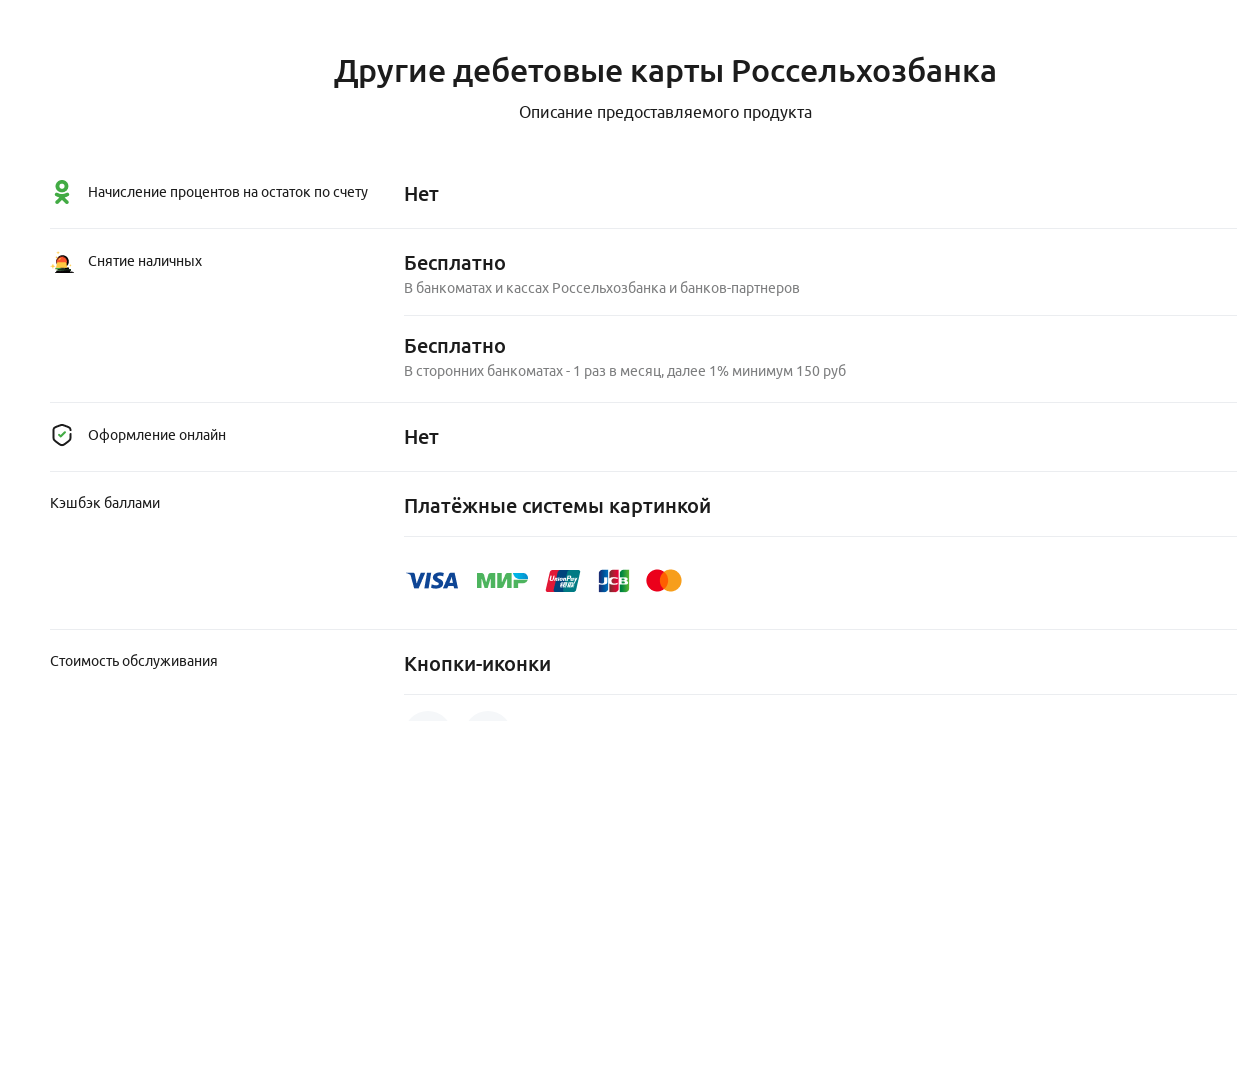 Другие дебетовые карты Россельхозбанка
Описание предоставляемого продукта
Начисление процентов на остаток по счету
Нет
Снятие наличных
Бесплатно
В банкоматах и кассах Россельхозбанка и банков-партнеров
Бесплатно
В сторонних банкоматах - 1 раз в месяц, далее 1% минимум 150 руб
Оформление онлайн
Нет
Кэшбэк баллами
Платёжные системы картинкой
VISA МИР UnionPay 银联 JCB
Стоимость обслуживания
Кнопки-иконки